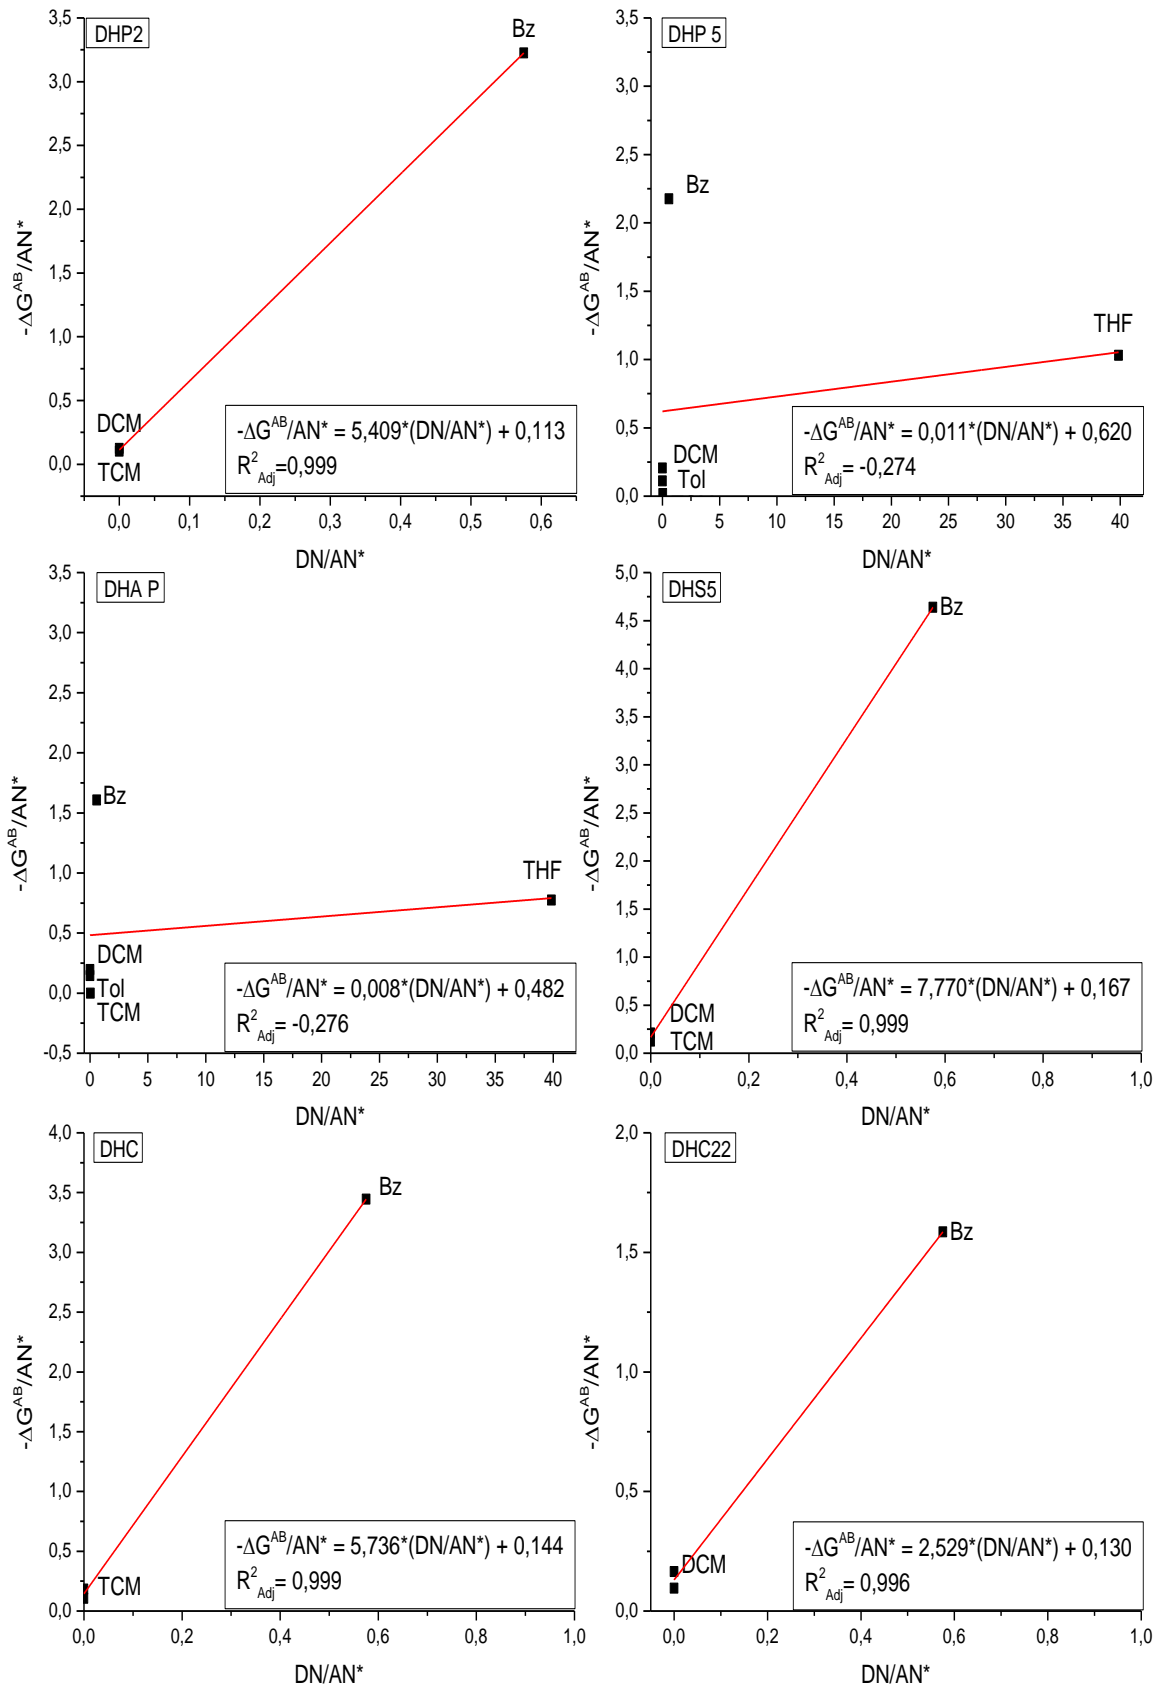 DHP2
3,5
3,0
2,5
2,0
1,5
1,0
0,5
0,0
-ΔG^AB/AN*
Bz
DCM
TCM
-ΔG^AB/AN* = 5,409*(DN/AN*) + 0,113
R²Adj=0,999
0,0 0,1 0,2 0,3 0,4 0,5 0,6
DN/AN*
DHP 5
3,5
3,0
2,5
2,0
1,5
1,0
0,5
0,0
-ΔG^AB/AN*
Bz
THF
DCM
Tol
-ΔG^AB/AN* = 0,011*(DN/AN*) + 0,620
R²Adj= -0,274
0 5 10 15 20 25 30 35 40
DN/AN*
DHA P
3,5
3,0
2,5
2,0
1,5
1,0
0,5
0,0
-0,5
-ΔG^AB/AN*
Bz
THF
DCM
Tol
TCM
-ΔG^AB/AN* = 0,008*(DN/AN*) + 0,482
R²Adj= -0,276
0 5 10 15 20 25 30 35 40
DN/AN*
DHS5
5,0
4,5
5,0
3,5
4,0
2,5
2,0
1,5
1,0
0,5
0,0
-ΔG^AB/AN*
Bz
DCM
TCM
-ΔG^AB/AN* = 7,770*(DN/AN*) + 0,167
R²Adj= 0,999
0,0 0,2 0,4 0,6 0,8 1,0
DN/AN*
DHC
4,0
3,5
3,0
2,5
2,0
1,5
1,0
0,5
0,0
-ΔG^AB/AN*
Bz
TCM
-ΔG^AB/AN* = 5,736*(DN/AN*) + 0,144
R²Adj= 0,999
0,0 0,2 0,4 0,6 0,8 1,0
DN/AN*
DHC22
2,0
1,5
1,0
0,5
0,0
-ΔG^AB/AN*
Bz
DCM
-ΔG^AB/AN* = 2,529*(DN/AN*) + 0,130
R²Adj= 0,996
0,0 0,2 0,4 0,6 0,8 1,0
DN/AN*